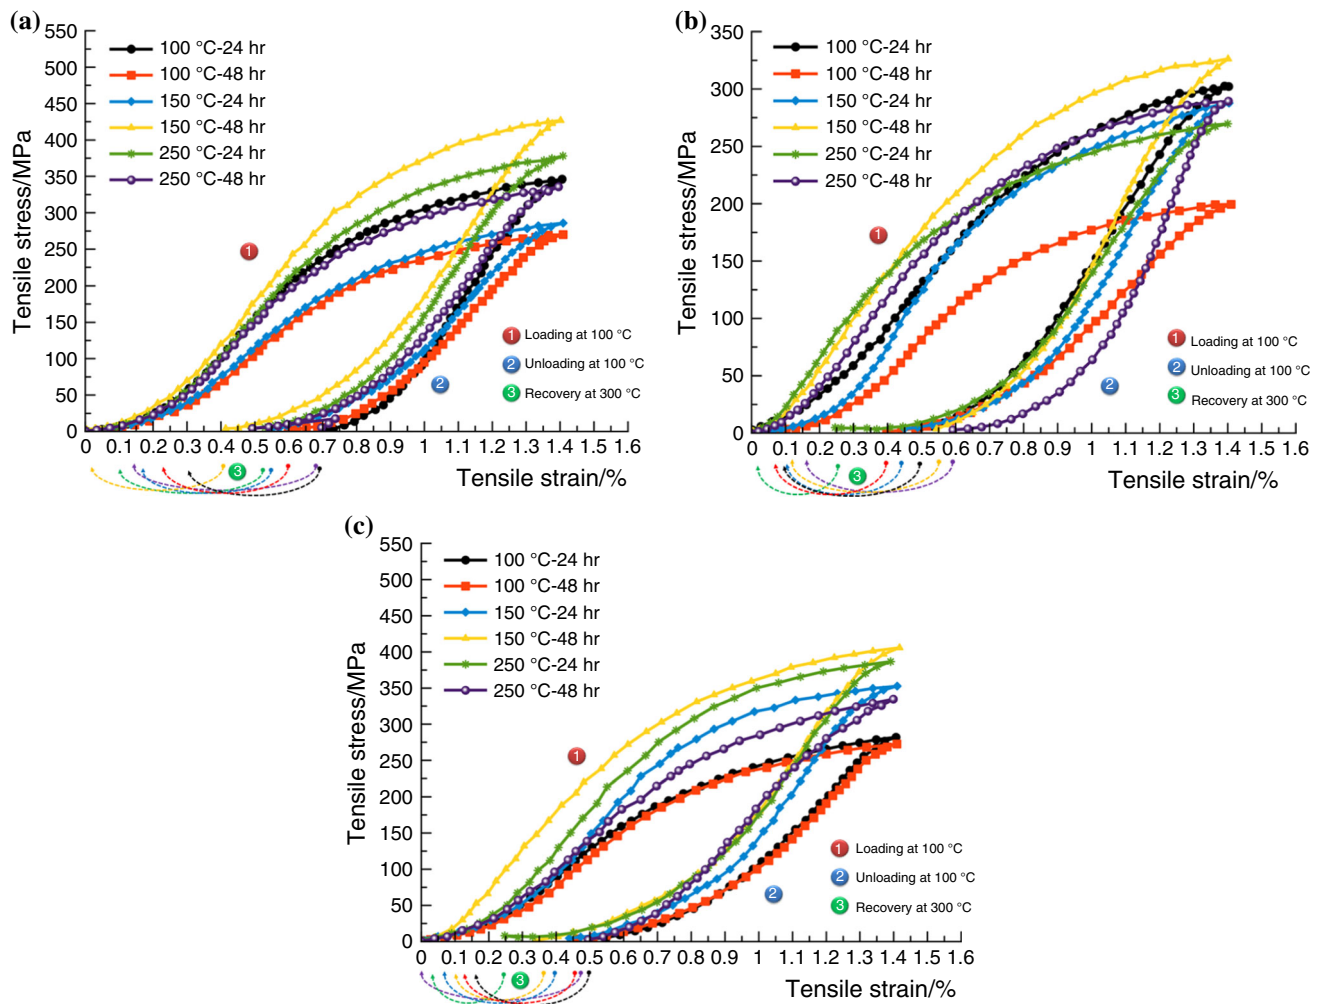 (a)
550
500
450
400
350
300
250
200
150
100
50
0
Tensile stress/MPa
100 °C-24 hr
100 °C-48 hr
150 °C-24 hr
150 °C-48 hr
250 °C-24 hr
250 °C-48 hr
1
2
1 Loading at 100 °C
2 Unloading at 100 °C
3 Recovery at 300 °C
0 0.1 0.2 0.3 0.4 0.5 0.6 0.7 0.8 0.9 1 1.1 1.2 1.3 1.4 1.5 1.6
3
Tensile strain/%
(b)
350
300
250
200
150
100
50
0
Tensile stress/MPa
100 °C-24 hr
100 °C-48 hr
150 °C-24 hr
150 °C-48 hr
250 °C-24 hr
250 °C-48 hr
1
2
1 Loading at 100 °C
2 Unloading at 100 °C
3 Recovery at 300 °C
0 0.1 0.2 0.3 0.4 0.5 0.6 0.7 0.8 0.9 1 1.1 1.2 1.3 1.4 1.5 1.6
3
Tensile strain/%
(c)
550
500
450
400
350
300
250
200
150
100
50
0
Tensile stress/MPa
100 °C-24 hr
100 °C-48 hr
150 °C-24 hr
150 °C-48 hr
250 °C-24 hr
250 °C-48 hr
1
2
1 Loading at 100 °C
2 Unloading at 100 °C
3 Recovery at 300 °C
0 0.1 0.2 0.3 0.4 0.5 0.6 0.7 0.8 0.9 1 1.1 1.2 1.3 1.4 1.5 1.6
3
Tensile strain/%